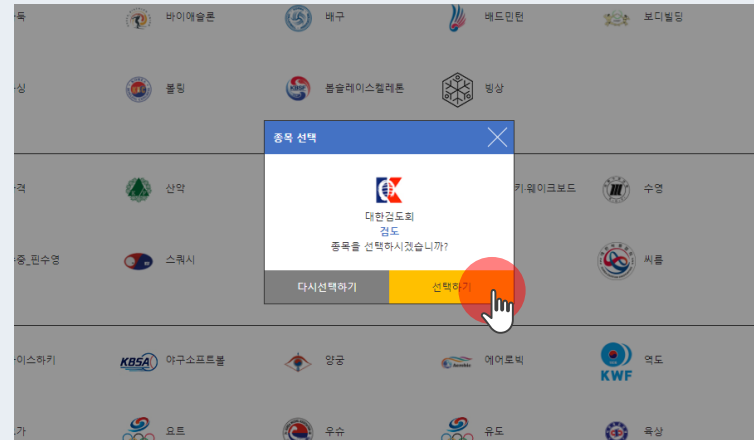 바이애슬론
배구
배드민턴
보디빌딩
볼링
봅슬레이스켈레톤
빙상
종목 선택
산악
키·웨이크보드
수영
대한검도회
검도
종목을 선택하시겠습니까?
스쿼시
씨름
다시선택하기
선택하기
KBSA
야구소프트볼
양궁
에어로빅
KWF
역도
요트
우슈
유도
육상